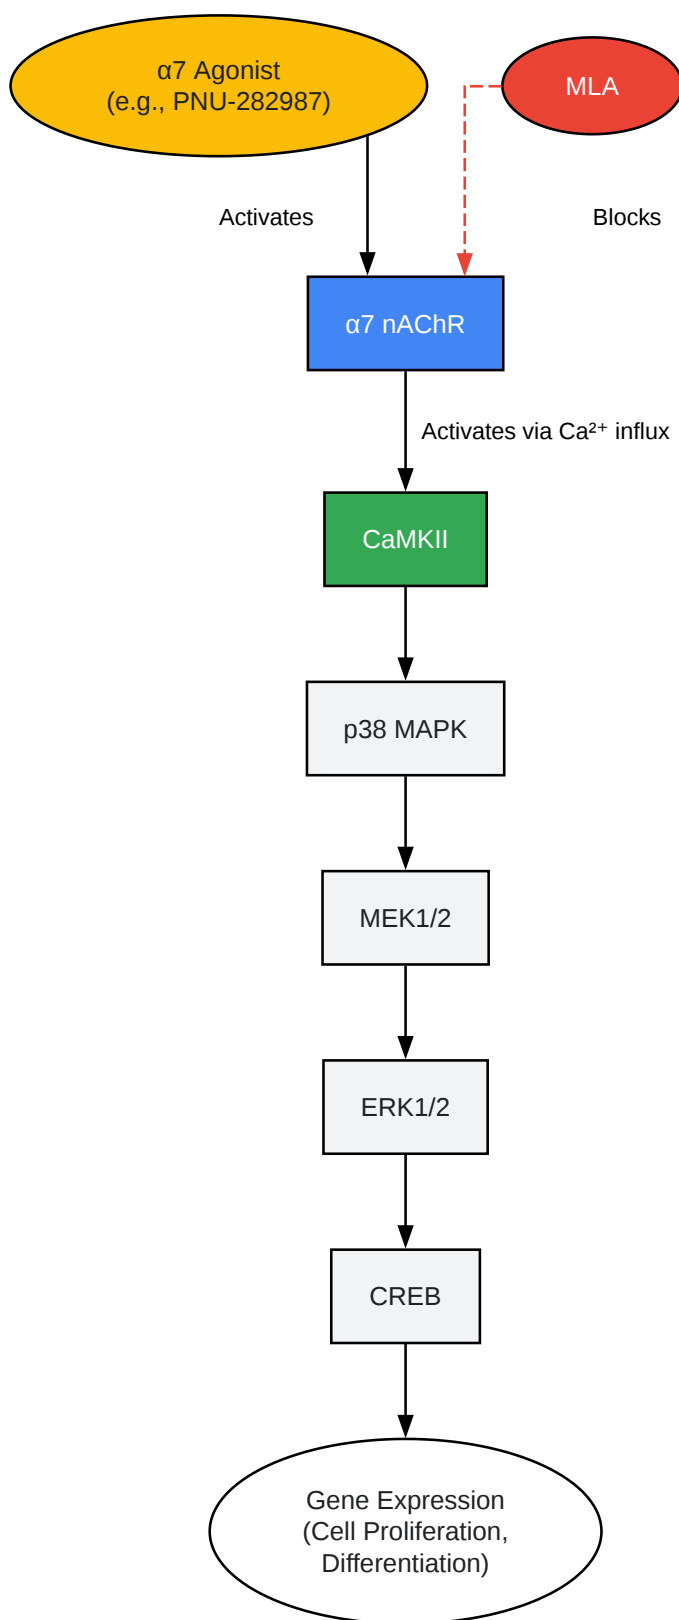 α7 Agonist
(e.g., PNU-282987)
MLA
Activates
Blocks
α7 nAChR
Activates via Ca²⁺ influx
CaMKII
p38 MAPK
MEK1/2
ERK1/2
CREB
Gene Expression
(Cell Proliferation,
Differentiation)